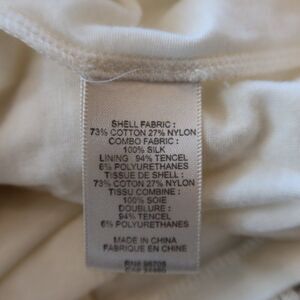 SHELL FABRIC :
73% COTTON 27% NYLON
COMBO FABRIC :
100% SILK
LINING : 94% TENCEL
6% POLYURETHANES
TISSUE DE SHELL :
73% COTON 27% NYLON
TISSU COMBINE :
100% SOIE
DOUBLURE :
94% TENCEL
6% POLYURETHANES
MADE IN CHINA
FABRIQUE EN CHINE